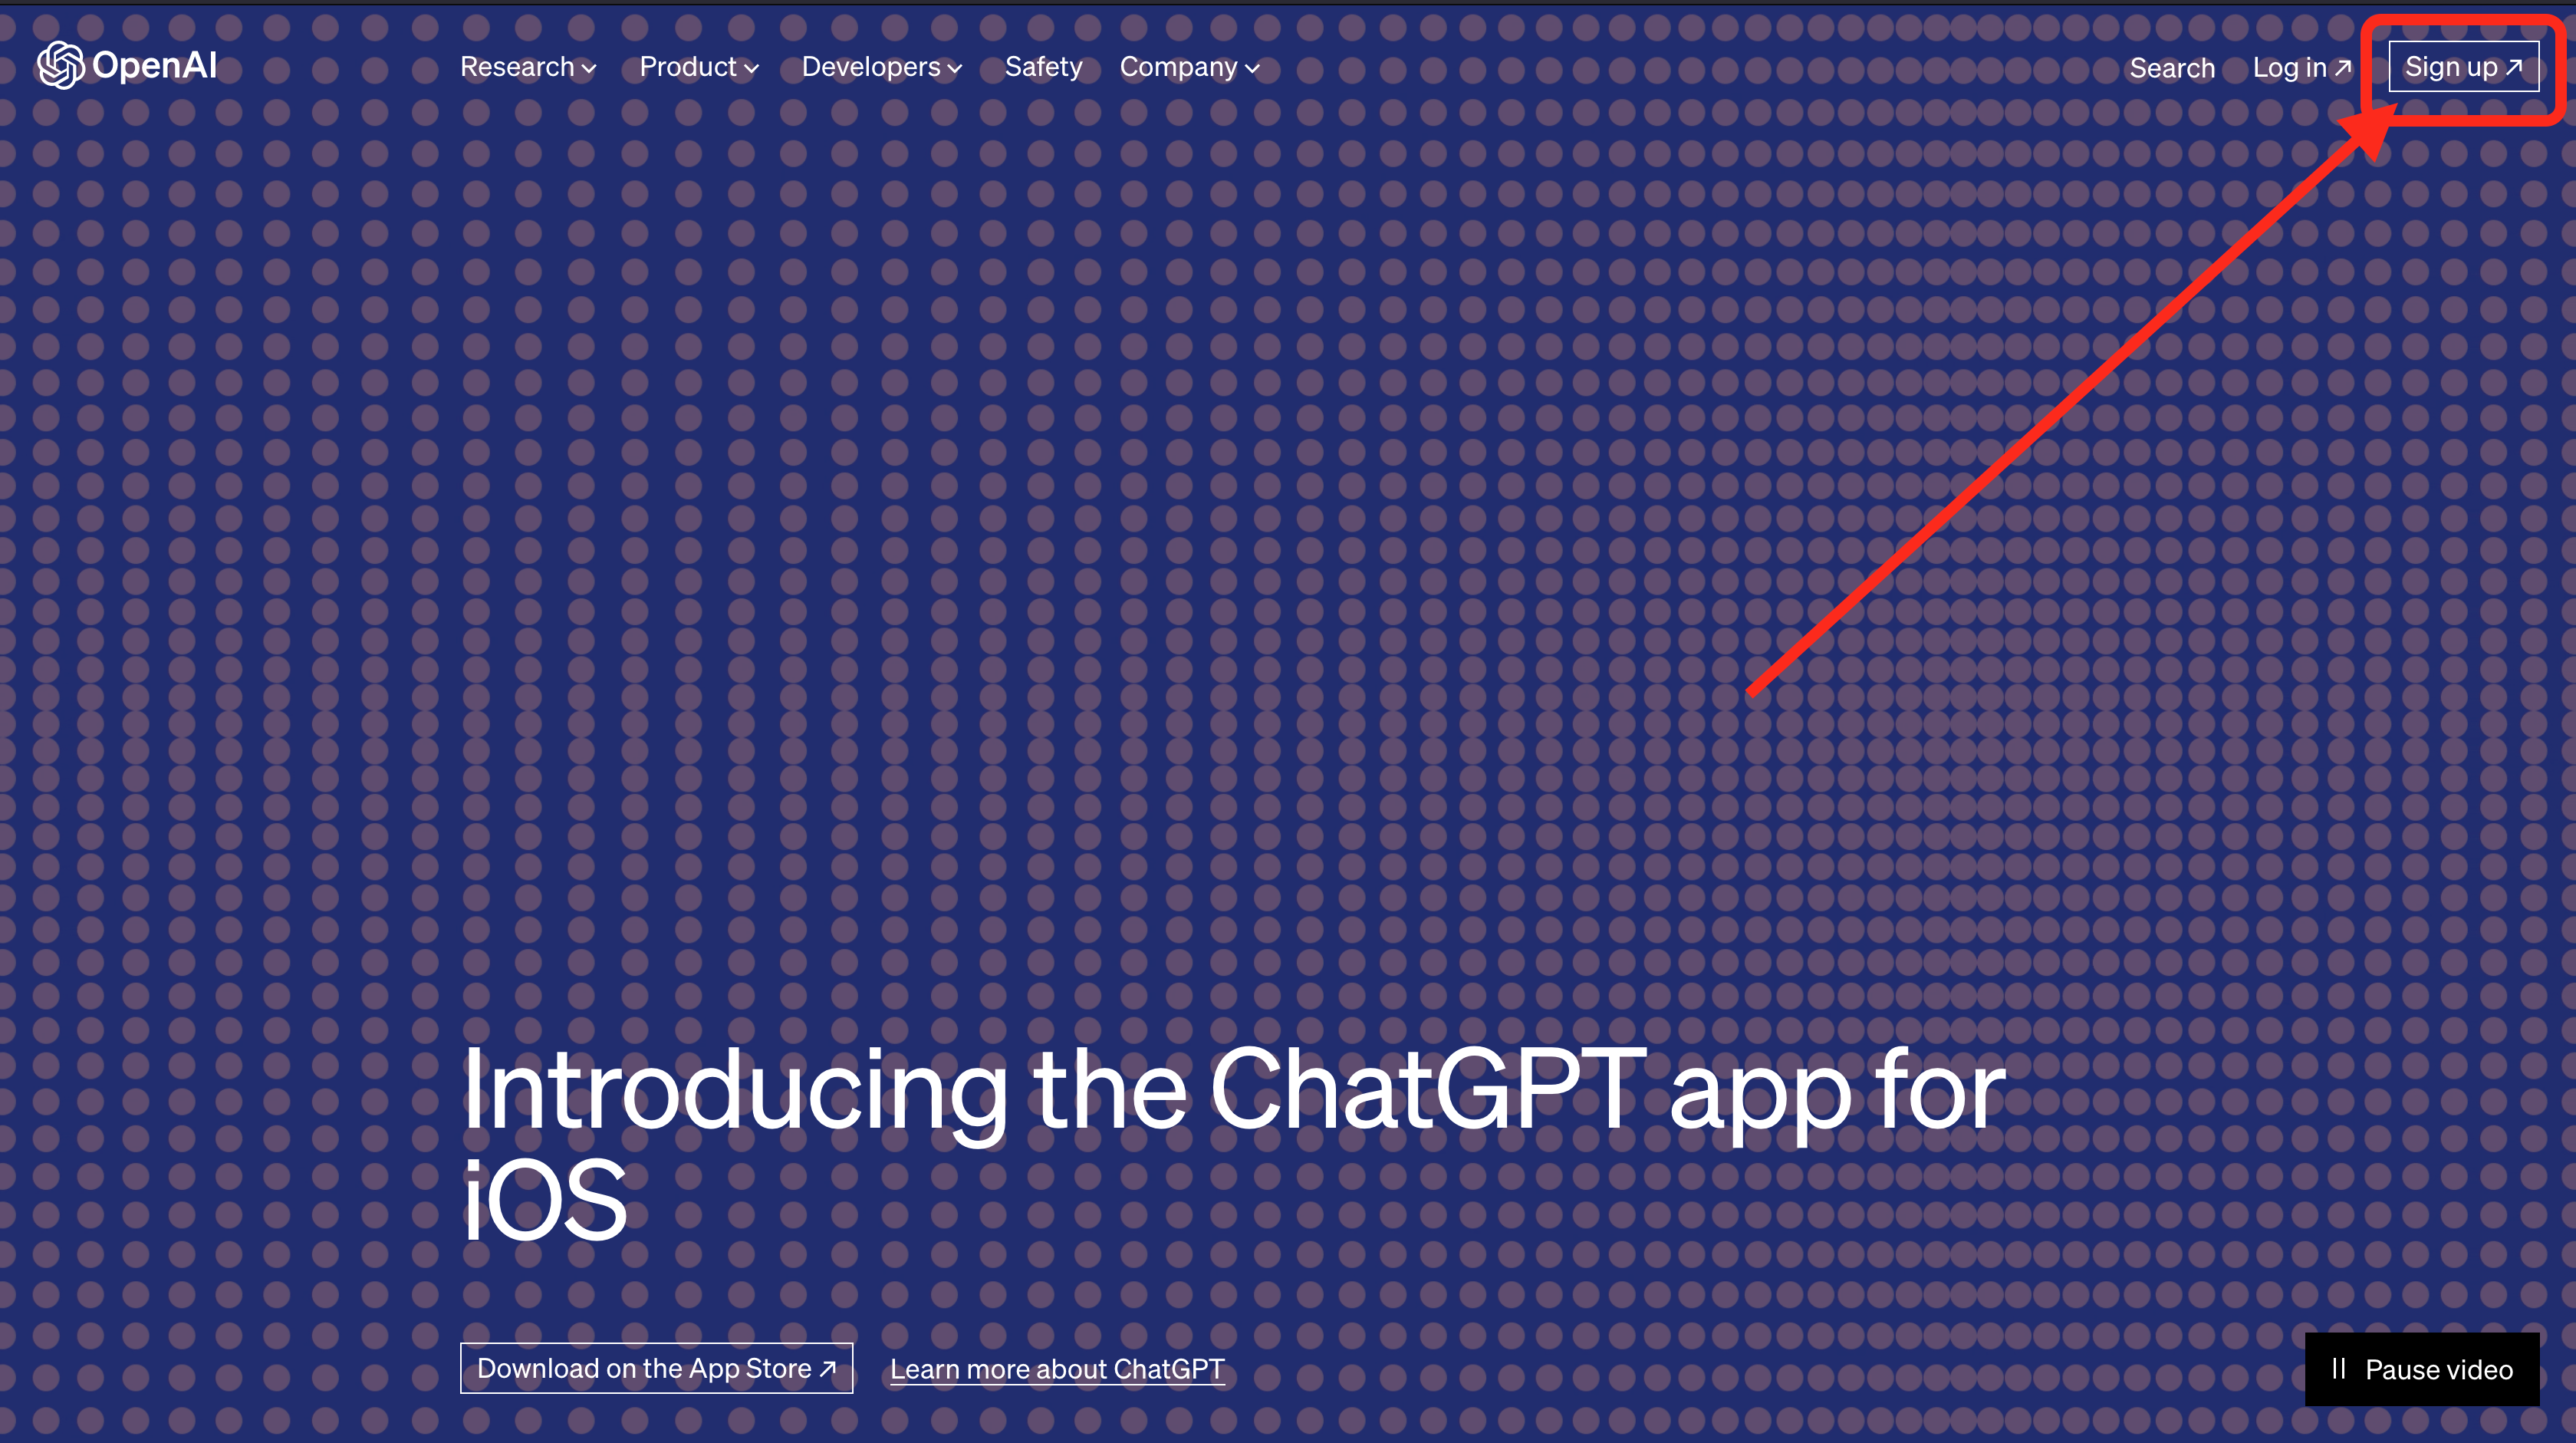 OpenAI
Research Product Developers Safety Company Search Log in ↗ Sign up ↗
Introducing the ChatGPT app for
iOS
Download on the App Store ↗ Learn more about ChatGPT
Pause video